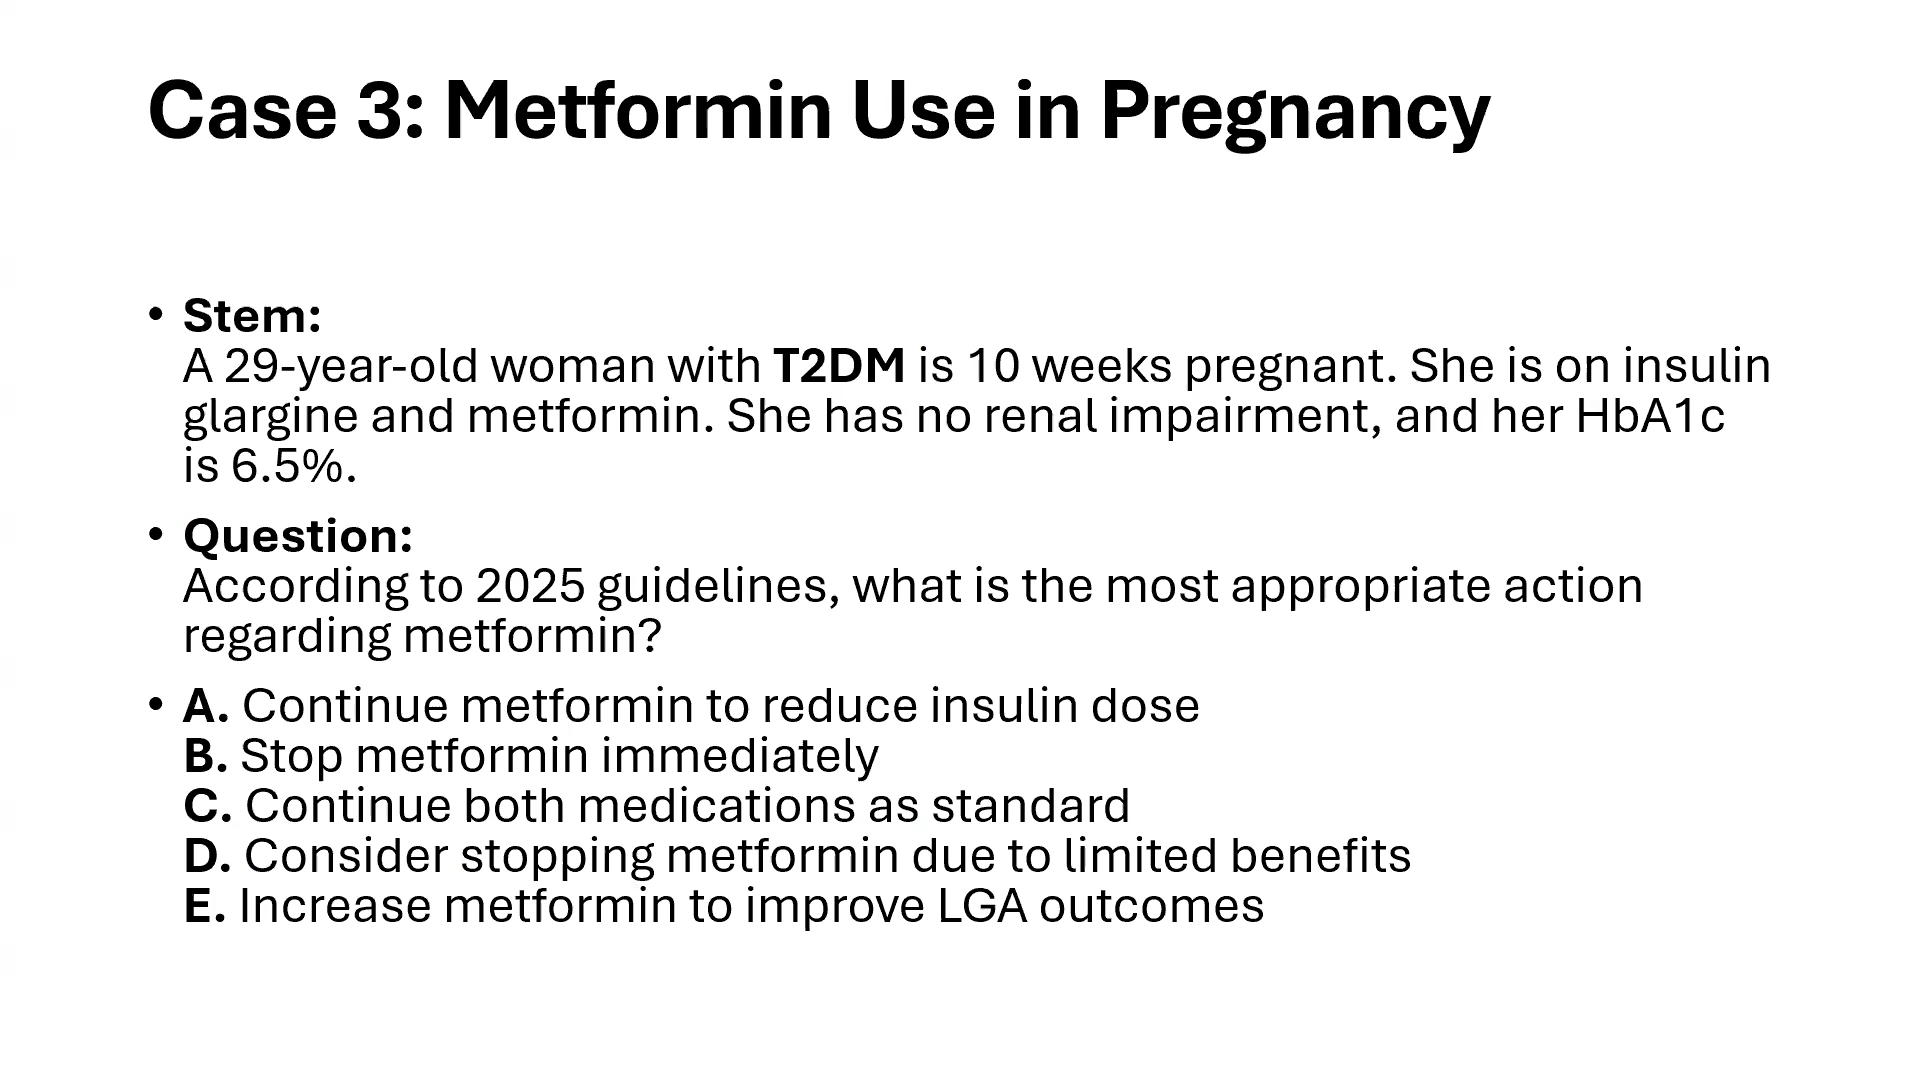 Case 3: Metformin Use in Pregnancy
• Stem:
A 29-year-old woman with T2DM is 10 weeks pregnant. She is on insulin
glargine and metformin. She has no renal impairment, and her HbA1c
is 6.5%.
• Question:
According to 2025 guidelines, what is the most appropriate action
regarding metformin?
• A. Continue metformin to reduce insulin dose
B. Stop metformin immediately
C. Continue both medications as standard
D. Consider stopping metformin due to limited benefits
E. Increase metformin to improve LGA outcomes